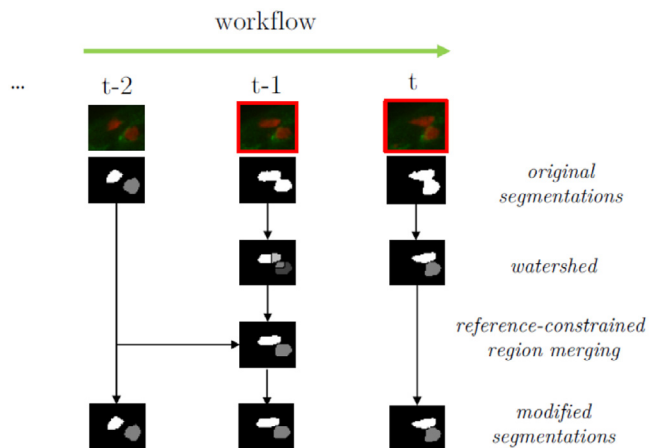 workflow
... t-2 t-1 t
original
segmentations
watershed
reference-constrained
region merging
modified
segmentations